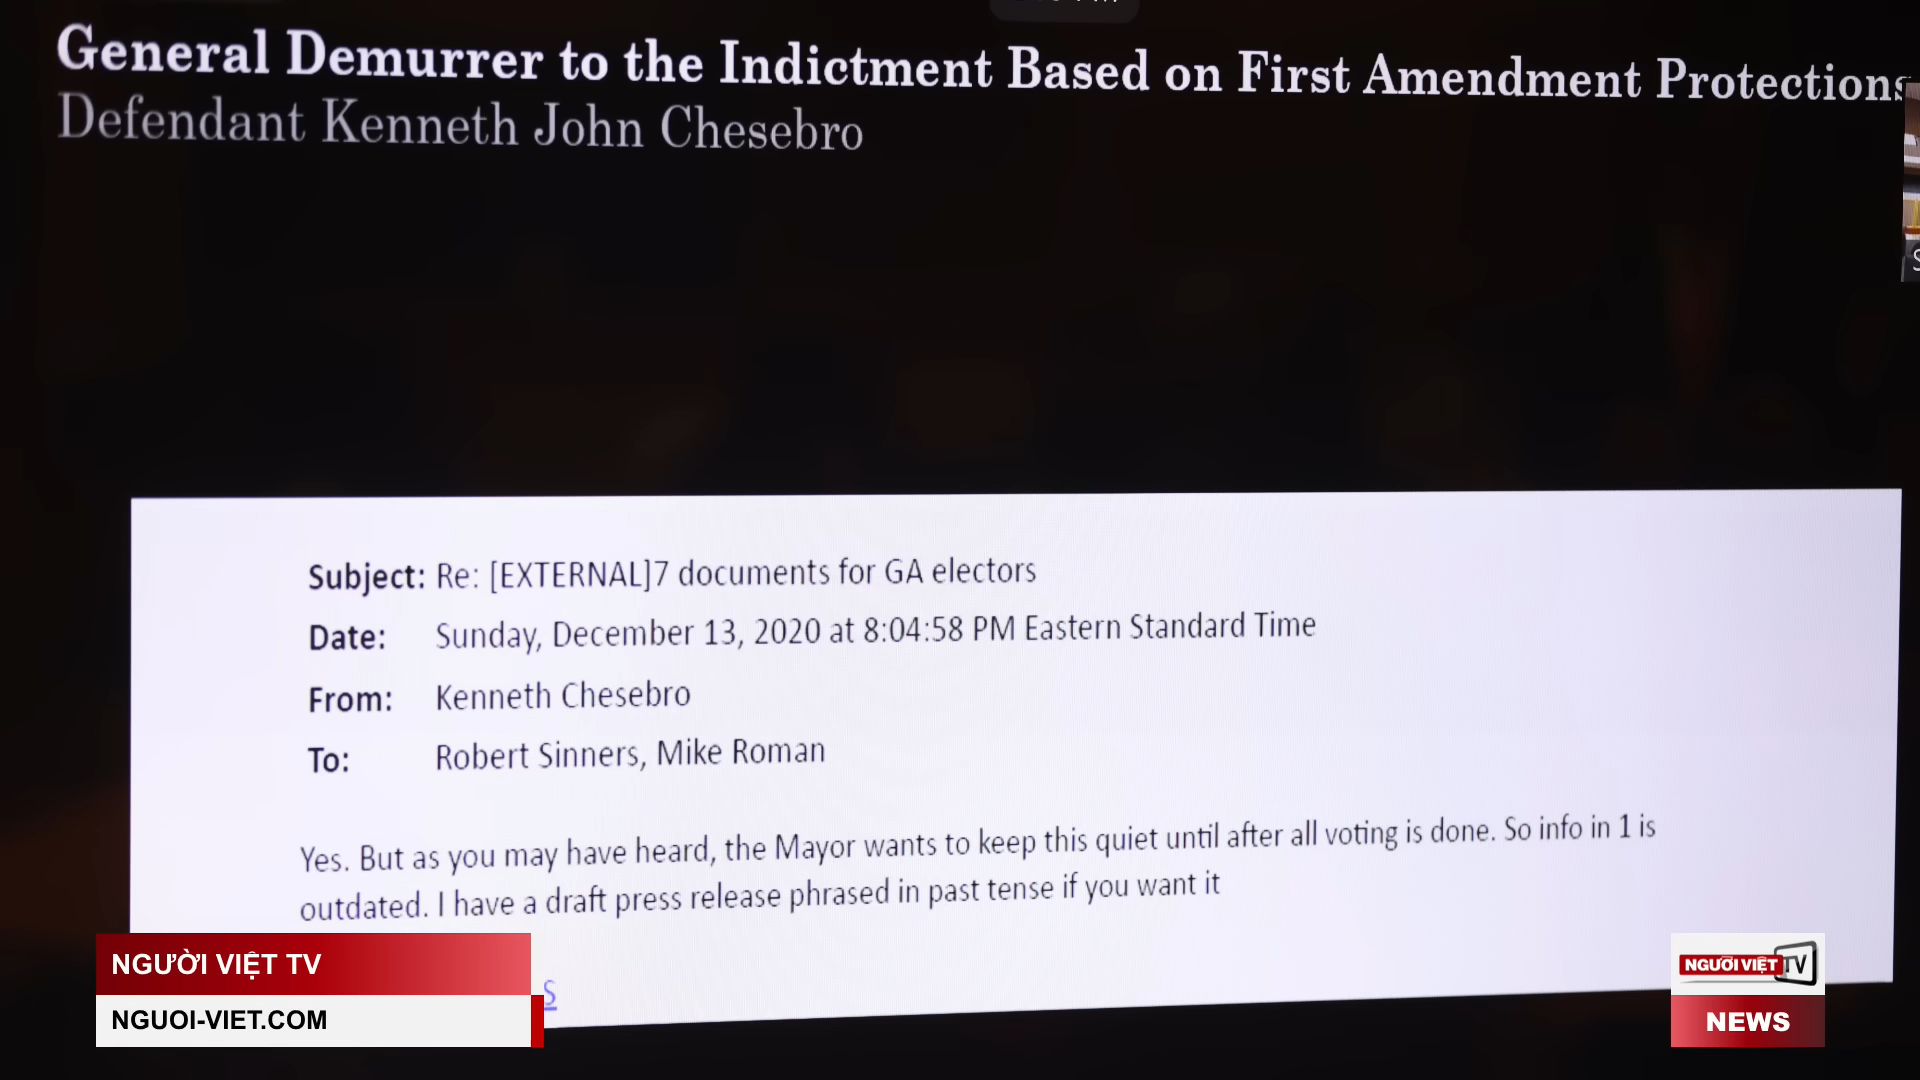 General Demurrer to the Indictment Based on First Amendment Protections
Defendant Kenneth John Chesebro
Subject: Re: [EXTERNAL]7 documents for GA electors
Date: Sunday, December 13, 2020 at 8:04:58 PM Eastern Standard Time
From: Kenneth Chesebro
To: Robert Sinners, Mike Roman
Yes. But as you may have heard, the Mayor wants to keep this quiet until after all voting is done. So info in 1 is
outdated. I have a draft press release phrased in past tense if you want it
S
NGƯỜI VIỆT TV
NGUOI-VIET.COM
NGƯỜI VIỆT TV
NEWS